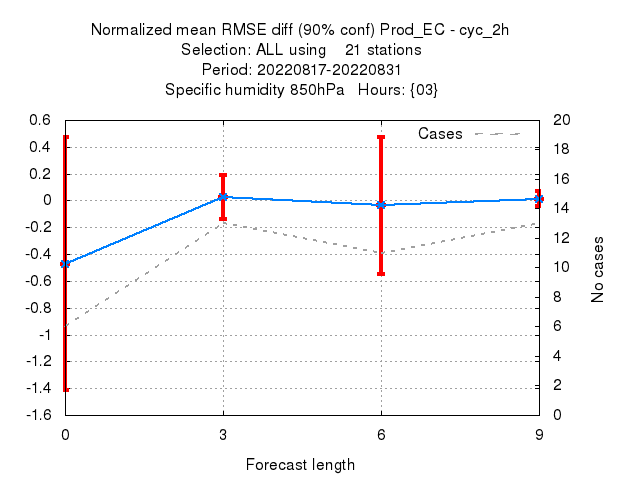 Normalized mean RMSE diff (90% conf) Prod_EC - cyc_2h
Selection: ALL using 21 stations
Period: 20220817-20220831
Specific humidity 850hPa Hours: {03}
0.6
0.4
0.2
0
-0.2
-0.4
-0.6
-0.8
-1
-1.2
-1.4
-1.6
Cases
20
18
16
14
12
10
8
6
4
2
0
No cases
0 3 6 9
Forecast length